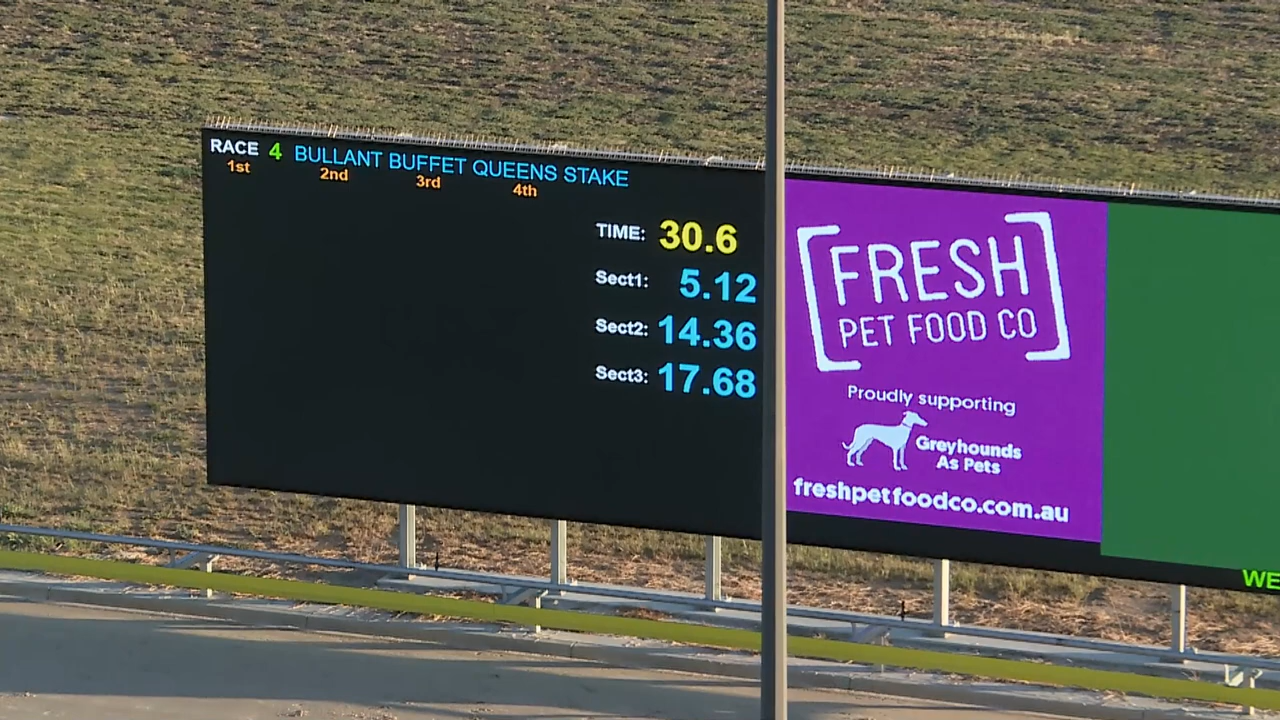 RACE 4 BULLANT BUFFET QUEENS STAKE
1st 2nd 3rd 4th
TIME: 30.6
Sect1: 5.12
Sect2: 14.36
Sect3: 17.68
FRESH
PET FOOD CO
Proudly supporting
Greyhounds
As Pets
freshpetfoodco.com.au
WE